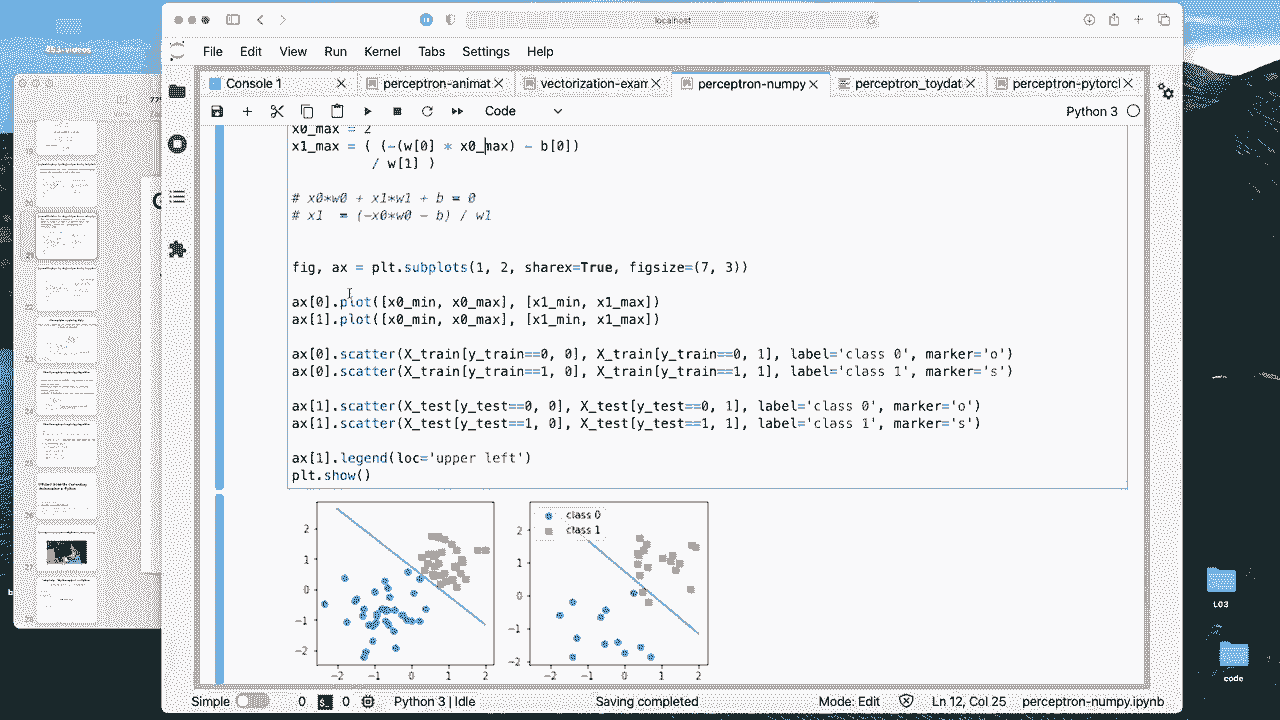 453-videos
localhost
File Edit View Run Kernel Tabs Settings Help
Console 1 perceptron-animat vectorization-exam perceptron-numpy perceptron_toydat perceptron-pytorcl
Code Python 3
x0_max = 2
x1_max = ( (-(w[0] * x0_max) - b[0])
/ w[1] )
# x0*w0 + x1*w1 + b = 0
# x1  = (-x0*w0 - b) / w1
fig, ax = plt.subplots(1, 2, sharex=True, figsize=(7, 3))
ax[0].plot([x0_min, x0_max], [x1_min, x1_max])
ax[1].plot([x0_min, x0_max], [x1_min, x1_max])
ax[0].scatter(X_train[y_train==0, 0], X_train[y_train==0, 1], label='class 0', marker='o')
ax[0].scatter(X_train[y_train==1, 0], X_train[y_train==1, 1], label='class 1', marker='s')
ax[1].scatter(X_test[y_test==0, 0], X_test[y_test==0, 1], label='class 0', marker='o')
ax[1].scatter(X_test[y_test==1, 0], X_test[y_test==1, 1], label='class 1', marker='s')
ax[1].legend(loc='upper left')
plt.show()
2
1
0
−1
−2
−2 −1 0 1 2
class 0
class 1
2
1
0
−1
−2
−2 −1 0 1 2
L03
code
Simple 0 0 Python 3 | Idle Saving completed Mode: Edit Ln 12, Col 25 perceptron-numpy.ipynb